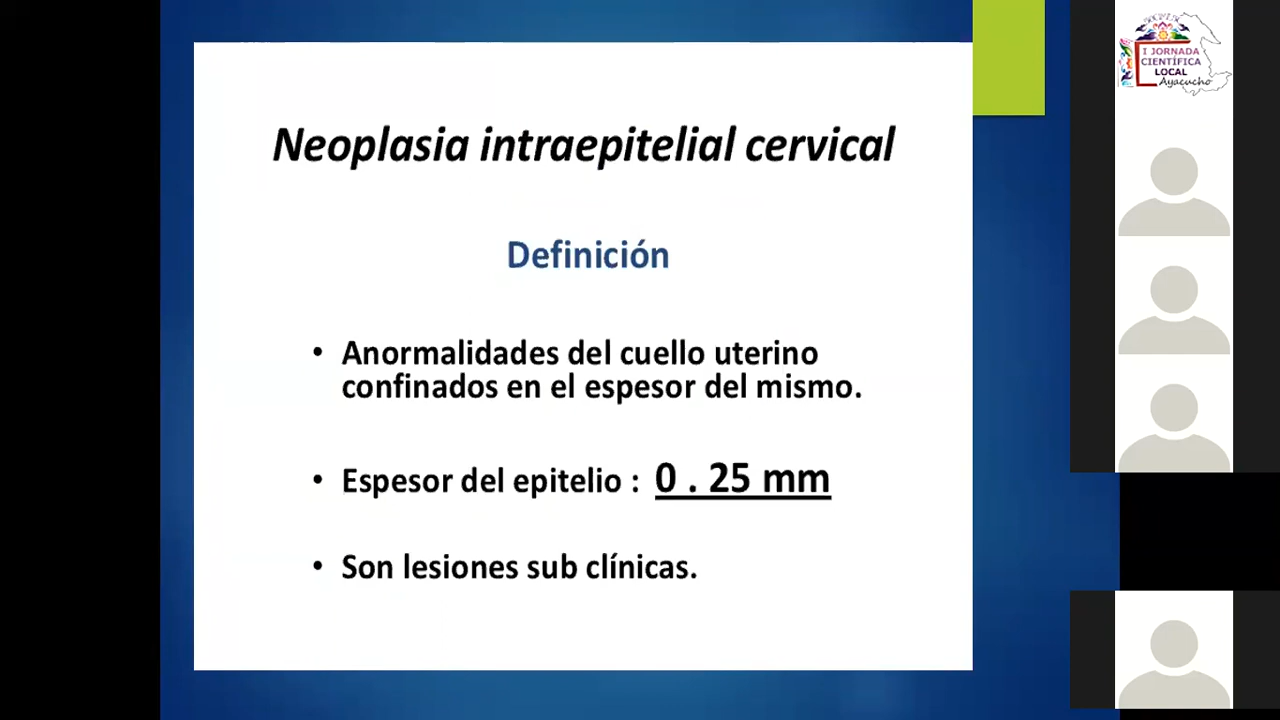 Neoplasia intraepitelial cervical
Definición
• Anormalidades del cuello uterino
confinados en el espesor del mismo.
• Espesor del epitelio : 0 . 25 mm
• Son lesiones sub clínicas.
I JORNADA
CIENTÍFICA
LOCAL
Ayacucho